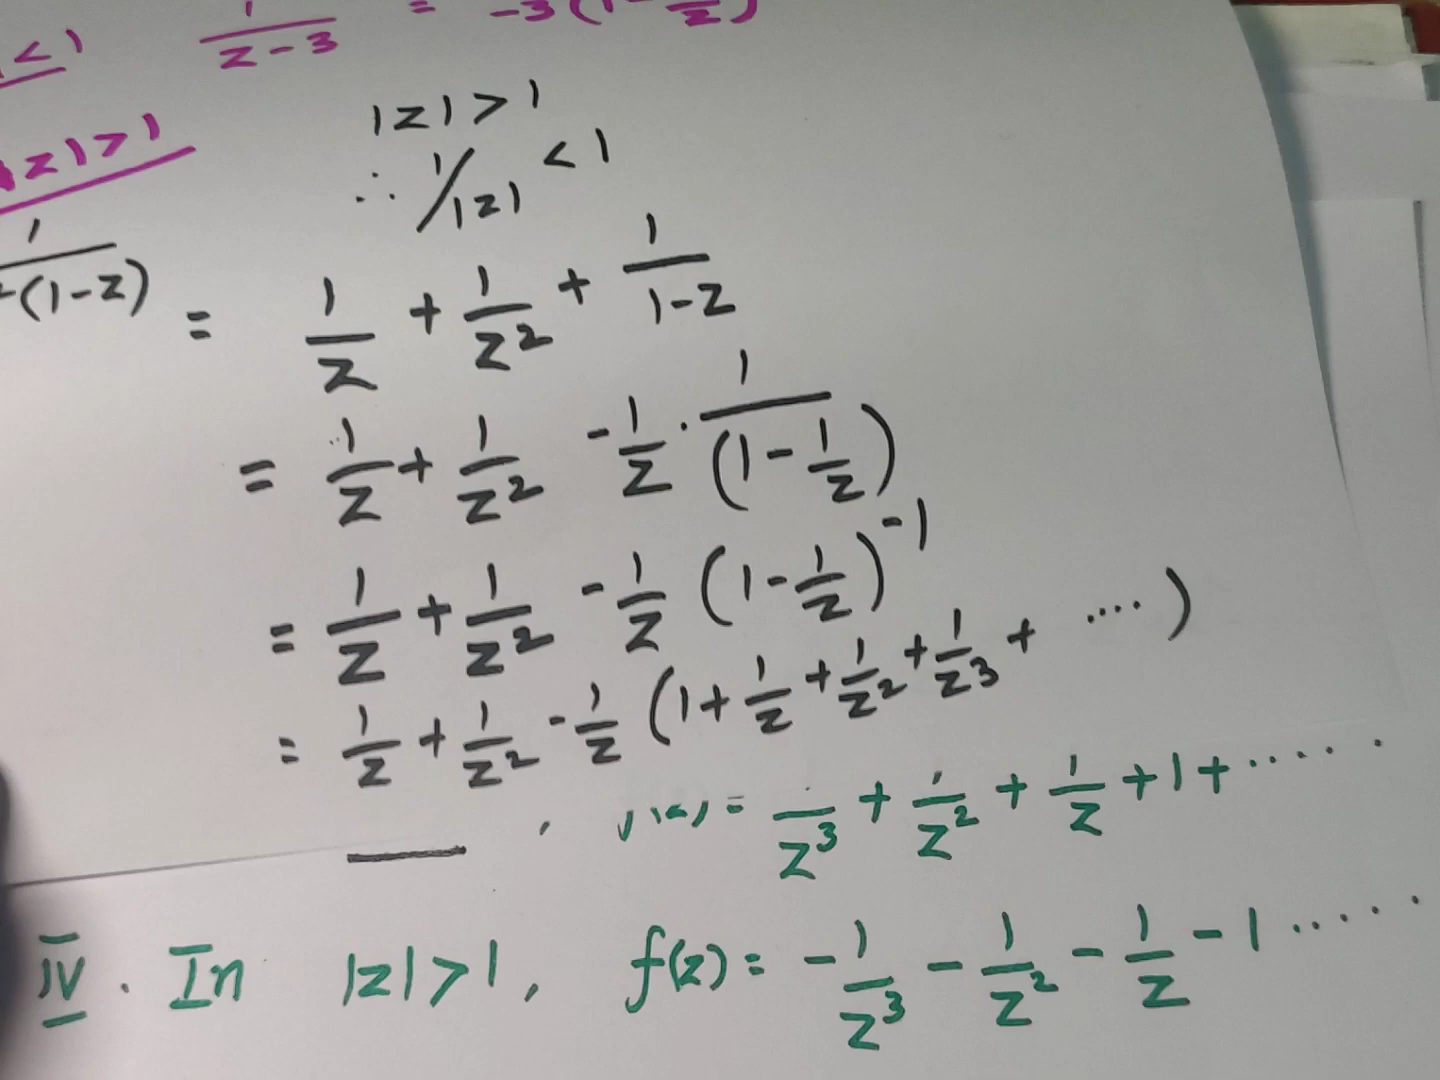 <1 1/(z-3) = -3(1-
|z|>1 |z|>1
∴ 1/|z| <1
1/(1-z) = 1/z + 1/z² + 1/(1-z)
= 1/z + 1/z² - 1/z · 1/(1-1/z)
= 1/z + 1/z² - 1/z (1-1/z)⁻¹
= 1/z + 1/z² - 1/z (1+1/z+1/z²+1/z³+ ....)
= /z³ + 1/z² + 1/z + 1 + ......
iv. In |z|>1, f(z)= -1/z³ - 1/z² - 1/z - 1 .....